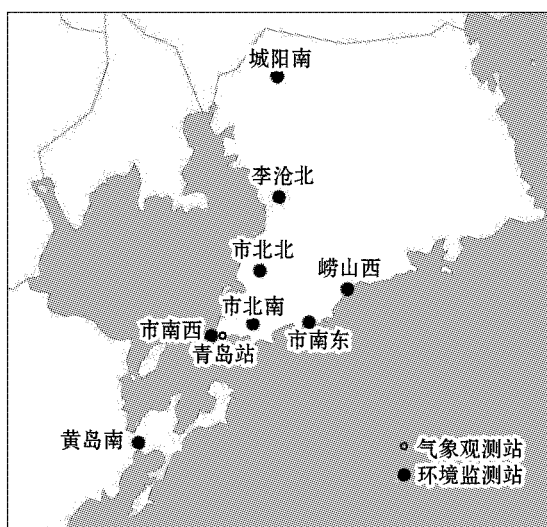 城阳南
李沧北
市北北
崂山西
市北南
市南西
市南东
青岛站
黄岛南
气象观测站
环境监测站